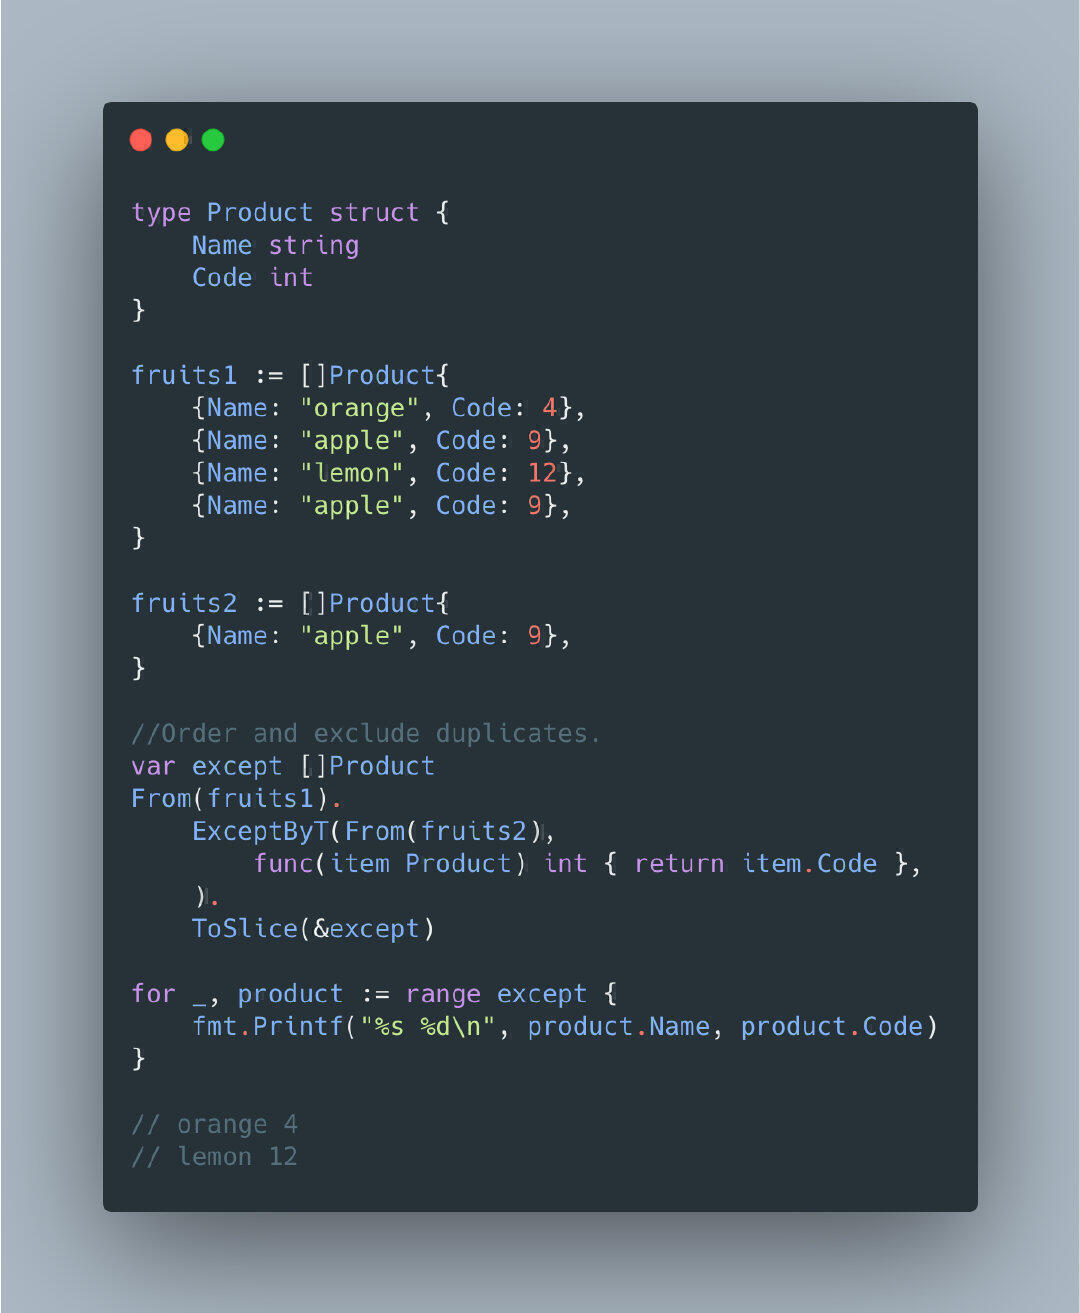 type Product struct {
    Name string
    Code int
}

fruits1 := []Product{
    {Name: "orange", Code: 4},
    {Name: "apple", Code: 9},
    {Name: "lemon", Code: 12},
    {Name: "apple", Code: 9},
}

fruits2 := []Product{
    {Name: "apple", Code: 9},
}

//Order and exclude duplicates.
var except []Product
From(fruits1).
    ExceptByT(From(fruits2),
        func(item Product) int { return item.Code },
    ).
    ToSlice(&except)

for _, product := range except {
    fmt.Printf("%s %d\n", product.Name, product.Code)
}

// orange 4
// lemon 12